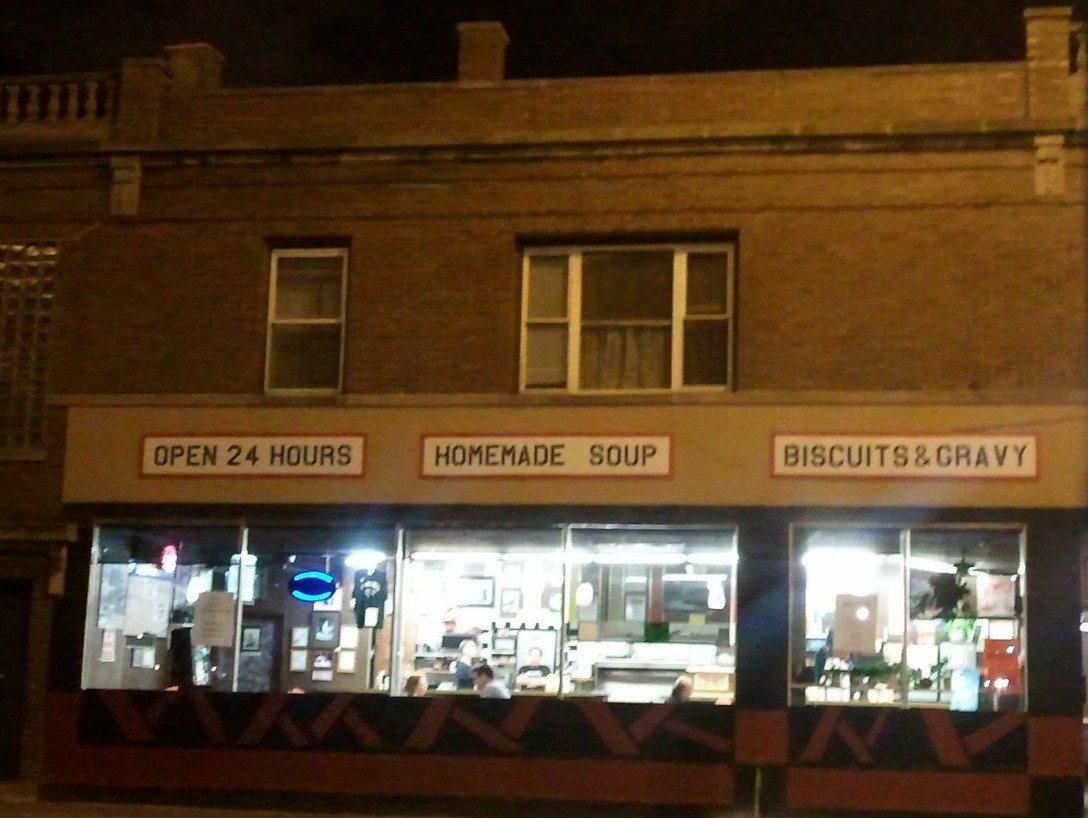 OPEN 24 HOURS
HOMEMADE SOUP
BISCUITS & GRAVY